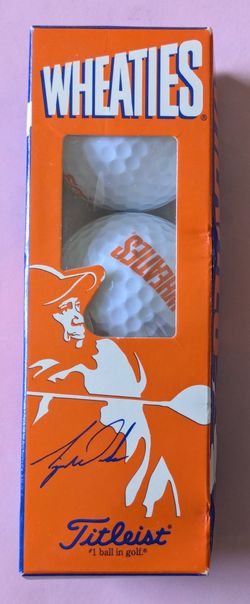 WHEATIES®
WHEATIES
Titleist®
#1 ball in golf.®